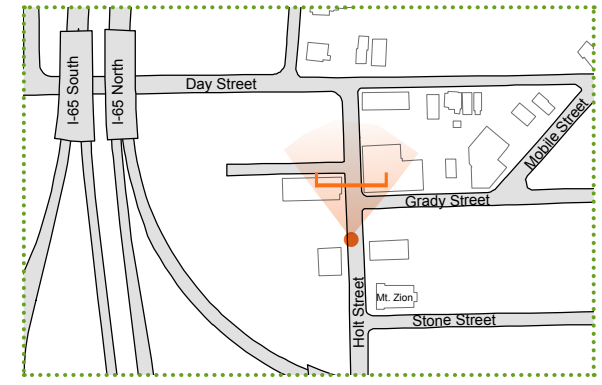 I-65 South
I-65 North
Day Street
Mobile Street
Grady Street
Mt. Zion
Holt Street
Stone Street